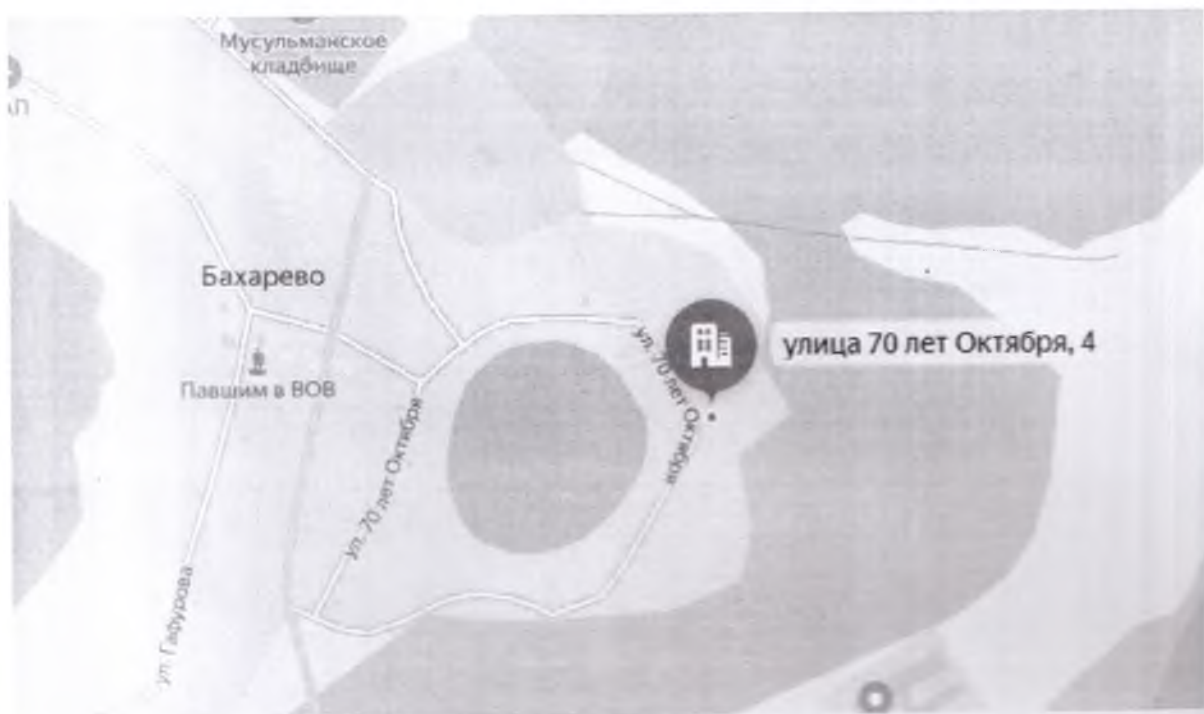 Мусульманское
кладбище
Бахарево
Павшим в ВОВ
улица 70 лет Октября, 4
ул. 70 лет Октября
ул. 70 лет Октября
ул. Гафурова